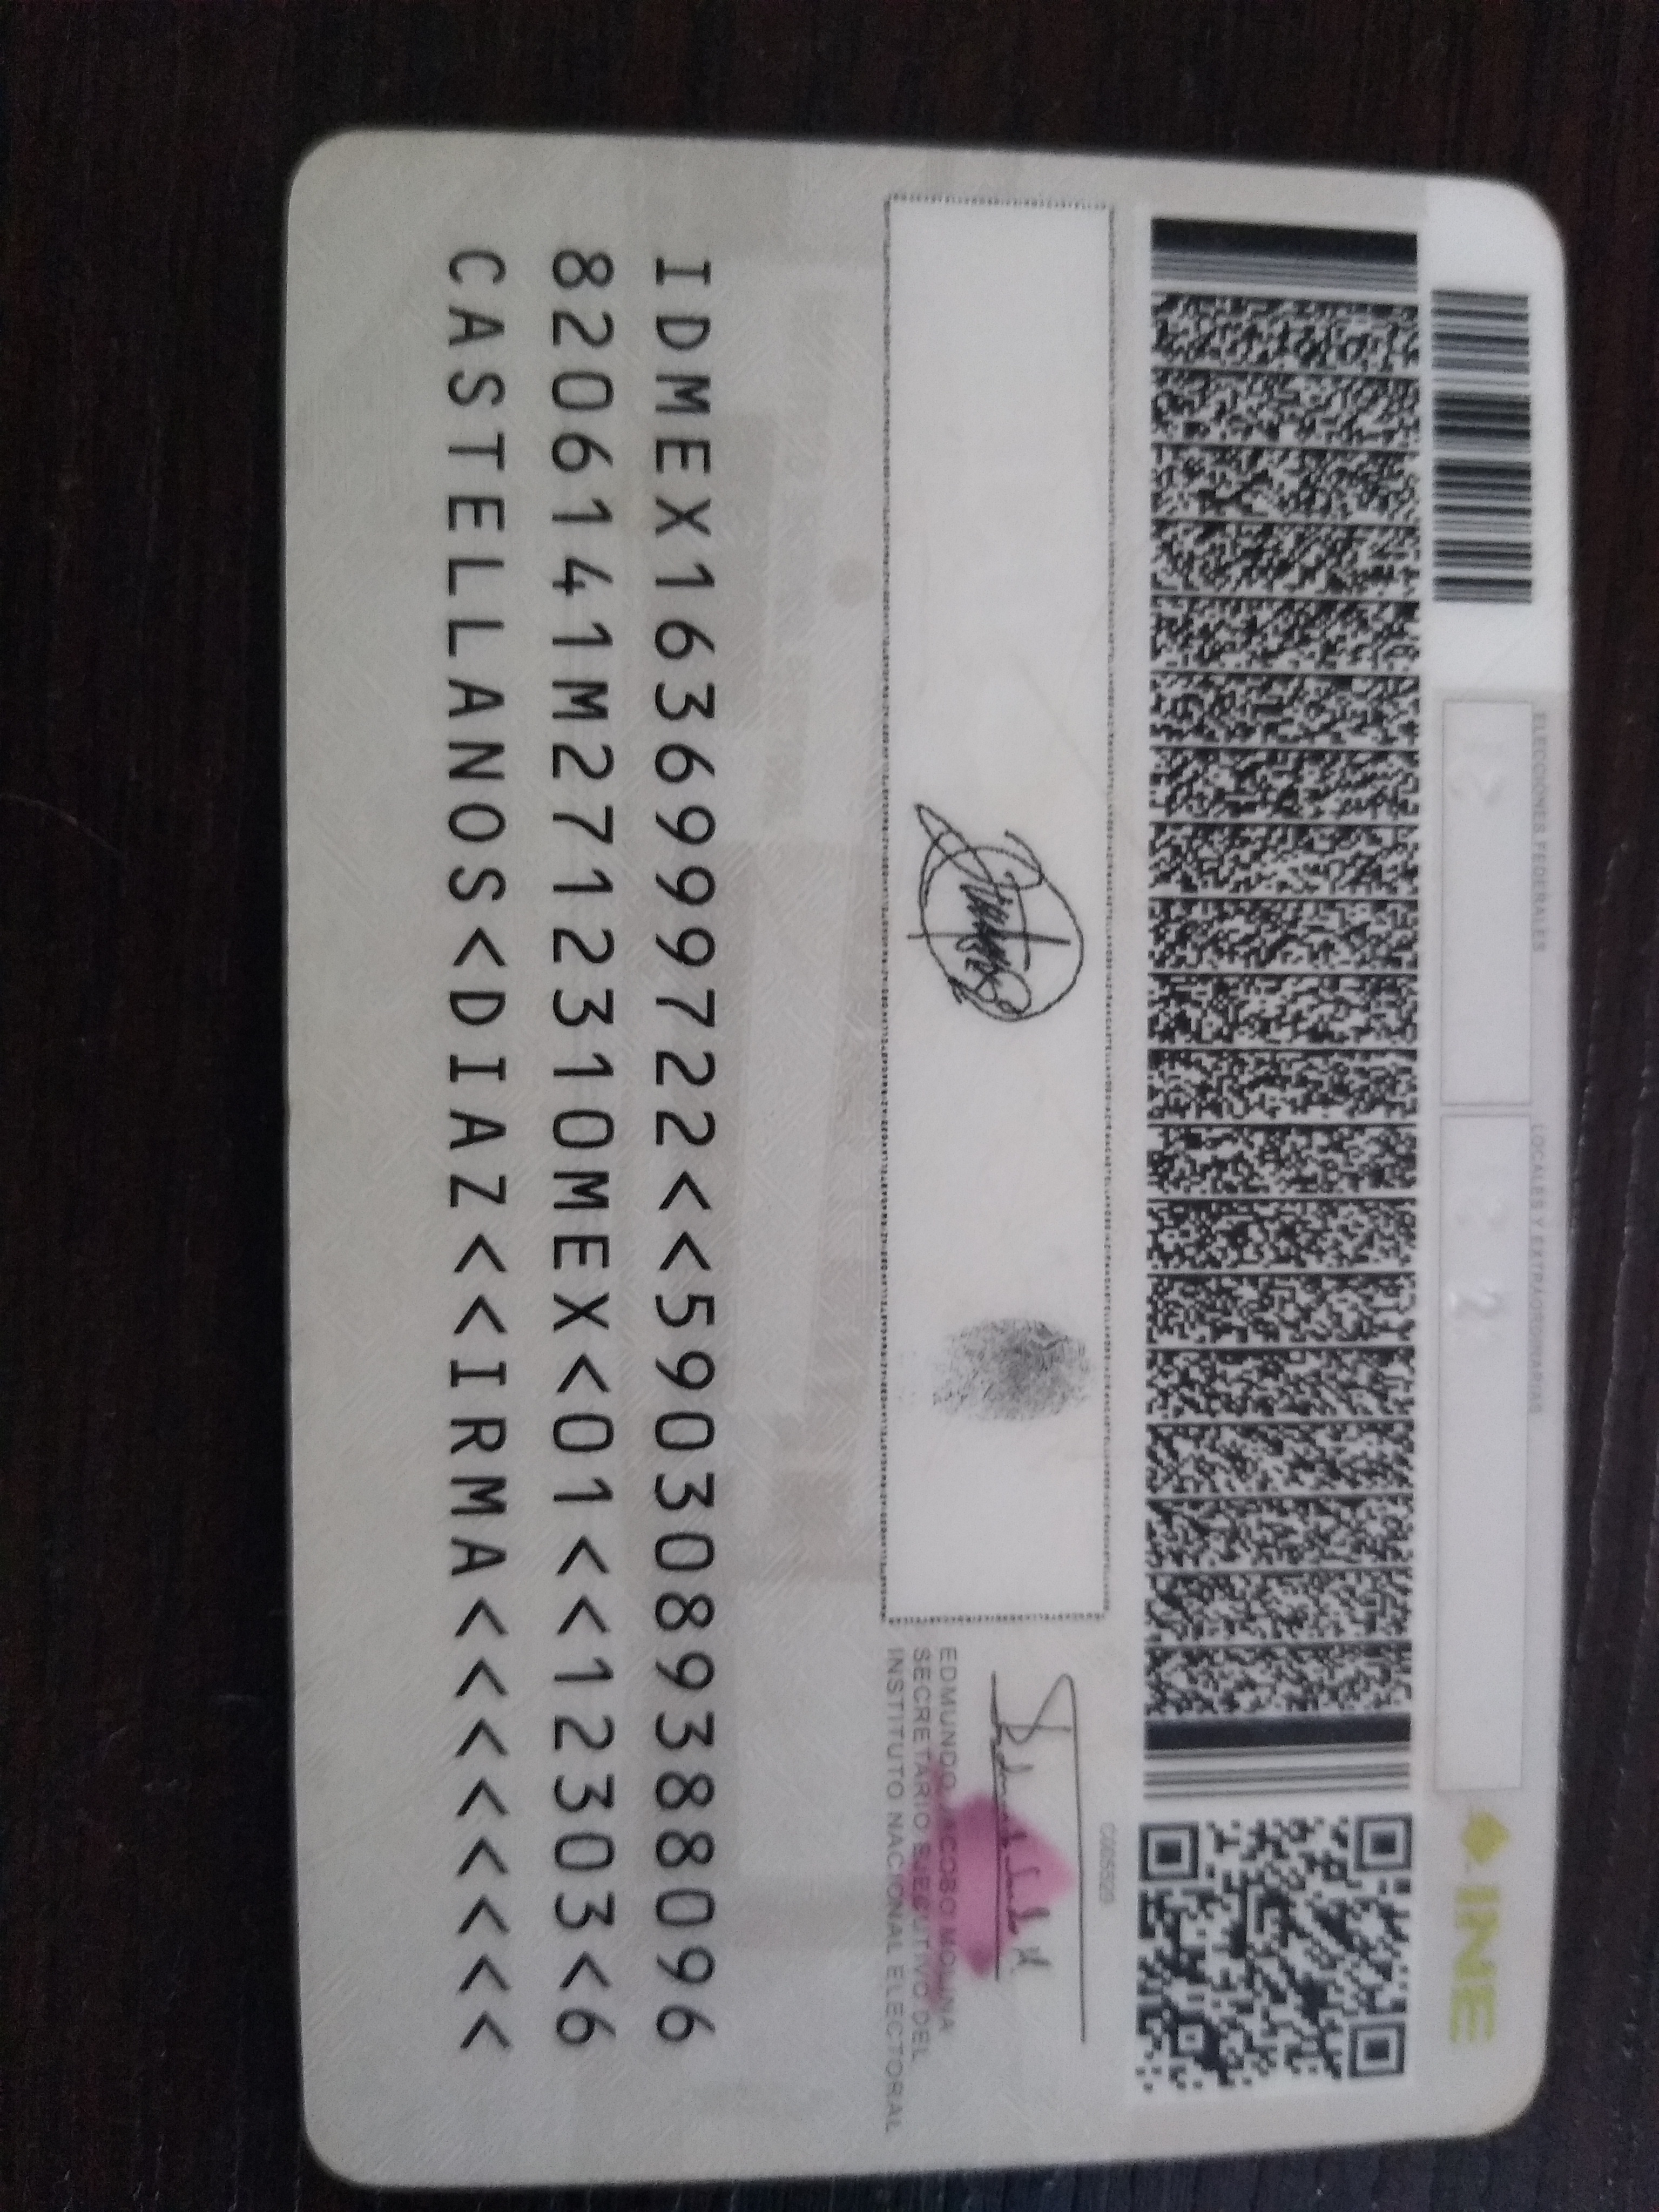 ELECCIONES FEDERALES
LOCALES Y EXTRAORDINARIAS
INE
EDMUNDO JACOBO MOLINA
SECRETARIO EJECUTIVO DEL
INSTITUTO NACIONAL ELECTORAL
IDMEX1636999722<<5903089388096
8206141M2712310MEX<01<<12303<6
CASTELLANOS<DIAZ<<IRMA<<<<<<<<